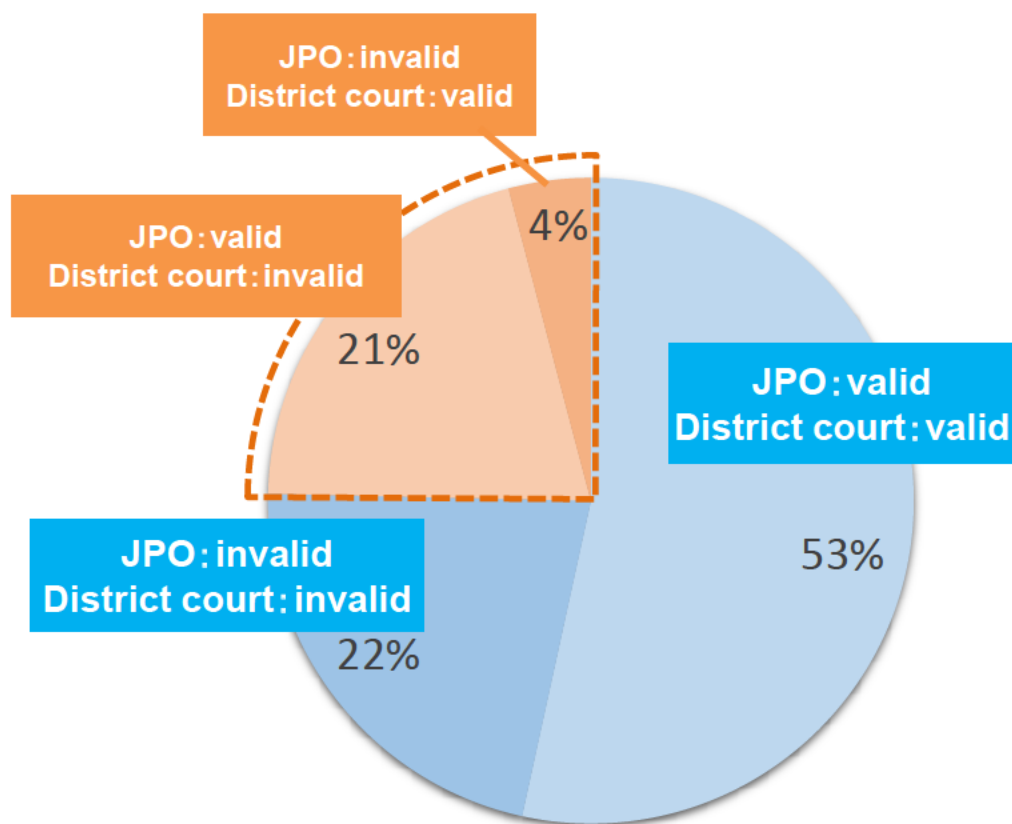 JPO：invalid
District court：valid
4%
JPO：valid
District court：invalid
21%
JPO：valid
District court：valid
53%
JPO：invalid
District court：invalid
22%